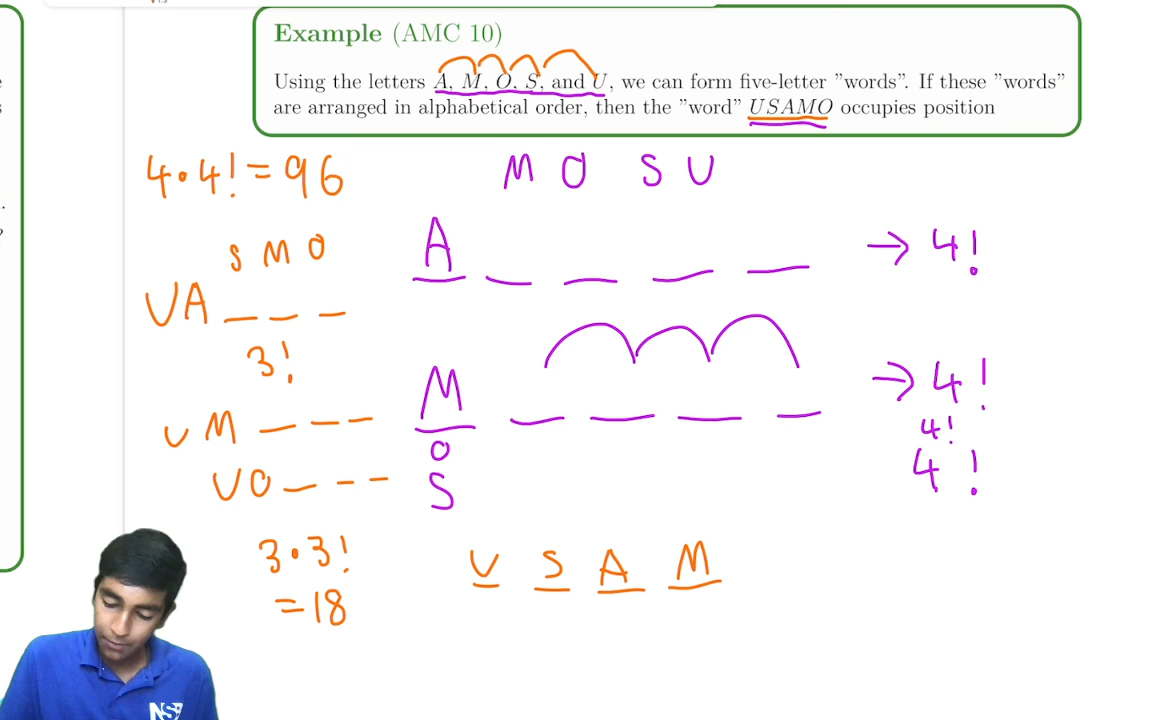 Example (AMC 10)
Using the letters A, M, O, S, and U, we can form five-letter "words". If these "words"
are arranged in alphabetical order, then the "word" USAMO occupies position
4·4! = 96
M O S U
S M O
A _ _ _ _ → 4!
UA _ _ _
3!
M _ _ _ _ → 4!
UM _ _ _
O 4!
UO _ _ _
S 4!
3·3!
= 18
U S A M